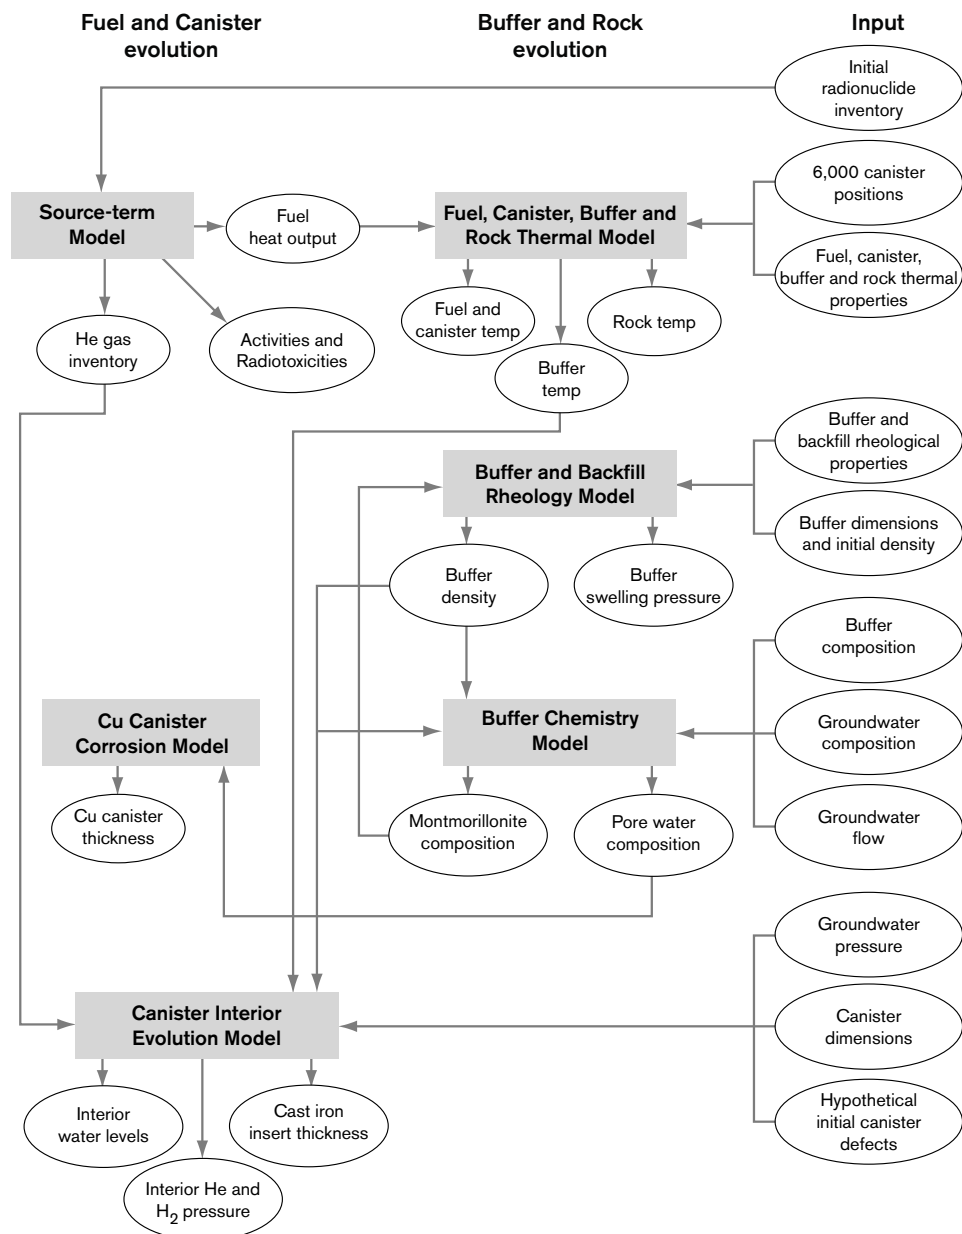 Fuel and Canister
evolution
Buffer and Rock
evolution
Input
Initial
radionuclide
inventory
6,000 canister
positions
Source-term
Model
Fuel
heat output
Fuel, Canister, Buffer and
Rock Thermal Model
Fuel, canister,
buffer and rock thermal
properties
He gas
inventory
Activities and
Radiotoxicities
Fuel and
canister temp
Rock temp
Buffer
temp
Buffer and
backfill rheological
properties
Buffer and Backfill
Rheology Model
Buffer dimensions
and initial density
Buffer
density
Buffer
swelling pressure
Buffer
composition
Cu Canister
Corrosion Model
Buffer Chemistry
Model
Groundwater
composition
Cu canister
thickness
Montmorillonite
composition
Pore water
composition
Groundwater
flow
Groundwater
pressure
Canister Interior
Evolution Model
Canister
dimensions
Interior
water levels
Cast iron
insert thickness
Hypothetical
initial canister
defects
Interior He and
H2 pressure